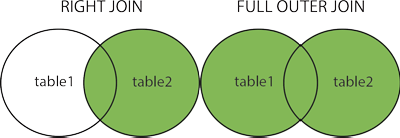 RIGHT JOIN
table1
table2
FULL OUTER JOIN
table1
table2